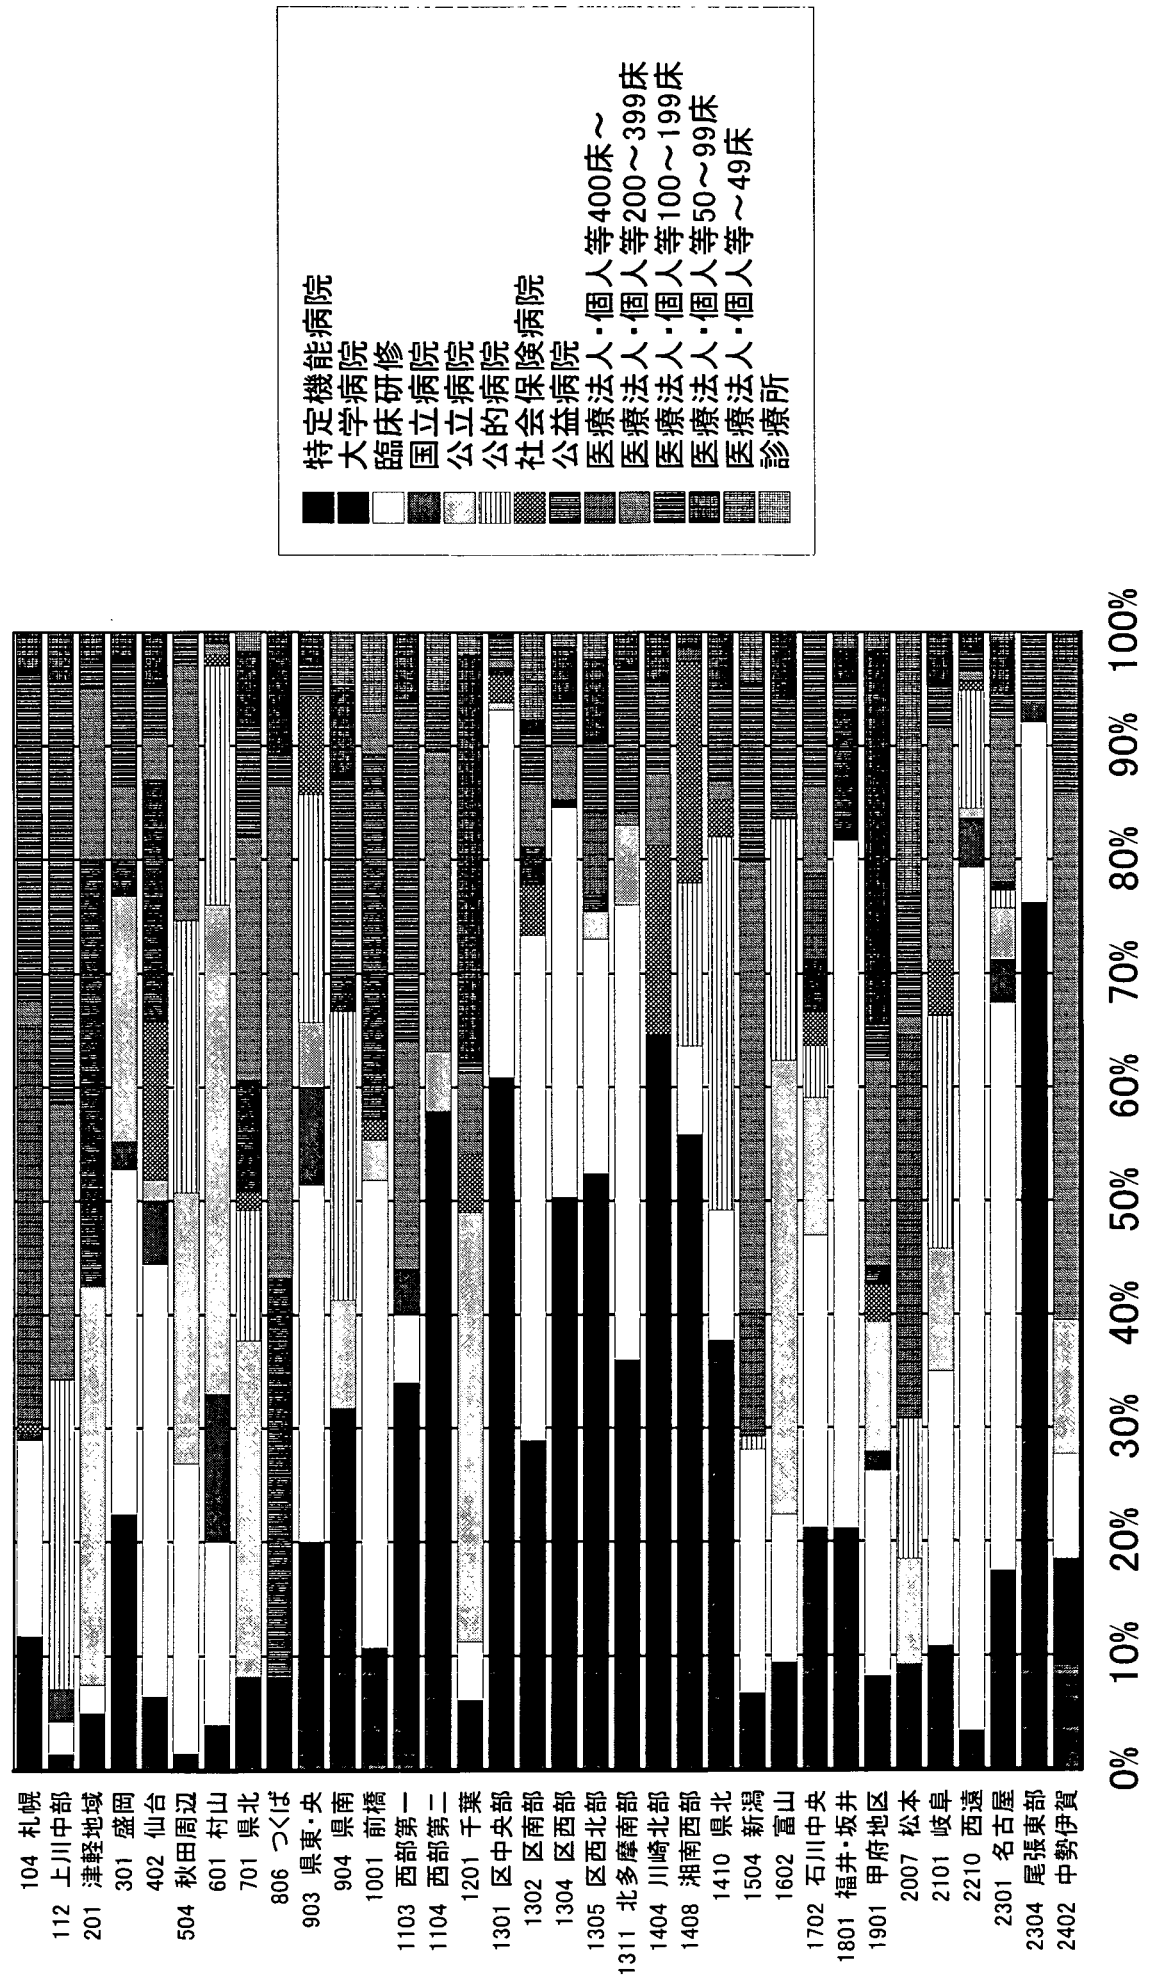 特定機能病院
大学病院
臨床研修
国立病院
公立病院
公的病院
社会保険病院
公益病院
医療法人・個人等400床～
医療法人・個人等200～399床
医療法人・個人等100～199床
医療法人・個人等50～99床
医療法人・個人等～49床
診療所
104 札幌
112 上川中部
201 津軽地域
301 盛岡
402 仙台
504 秋田周辺
601 村山
701 県北
806 つくば
903 県東・央
904 県南
1001 前橋
1103 西部第一
1104 西部第二
1201 千葉
1301 区中央部
1302 区南部
1304 区西部
1305 区西北部
1311 北多摩南部
1404 川崎北部
1408 湘南西部
1410 県北
1504 新潟
1602 富山
1702 石川中央
1801 福井・坂井
1901 甲府地区
2007 松本
2101 岐阜
2210 西遠
2301 名古屋
2304 尾張東部
2402 中勢伊賀
0% 10% 20% 30% 40% 50% 60% 70% 80% 90% 100%